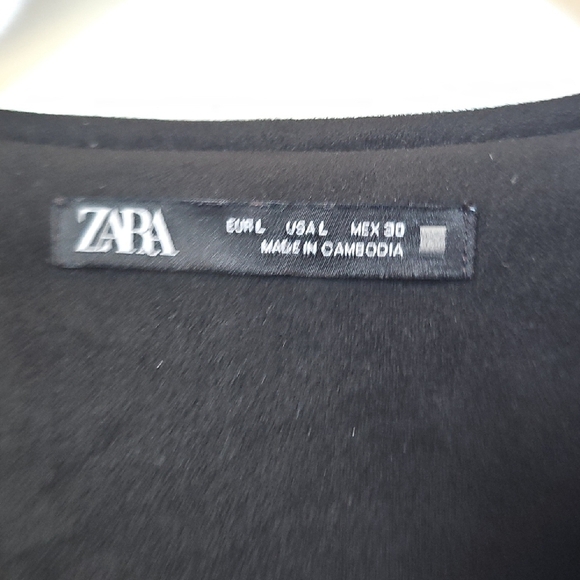 ZARA
EUR L USA L MEX 30
MADE IN CAMBODIA